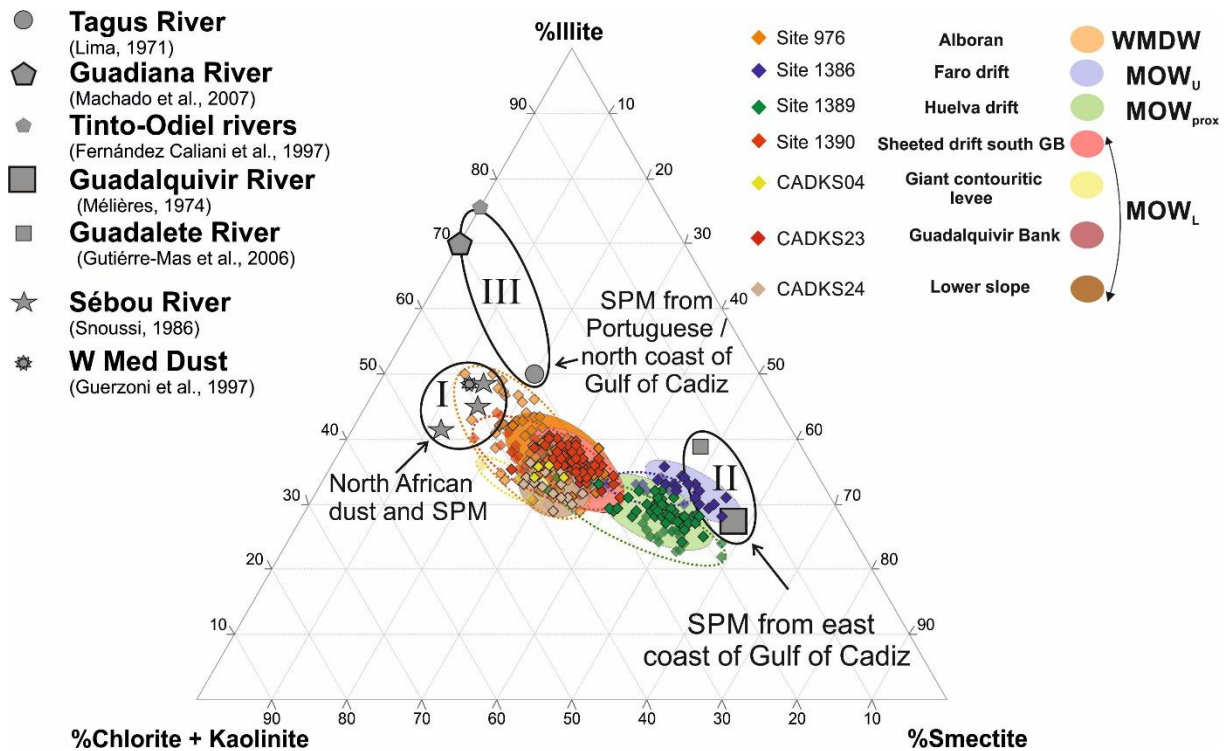 Tagus River
(Lima, 1971)
Guadiana River
(Machado et al., 2007)
Tinto-Odiel rivers
(Fernández Caliani et al., 1997)
Guadalquivir River
(Mélières, 1974)
Guadalete River
(Gutiérre-Mas et al., 2006)
Sébou River
(Snoussi, 1986)
W Med Dust
(Guerzoni et al., 1997)
%Illite
Site 976 Alboran WMDW
Site 1386 Faro drift MOWU
Site 1389 Huelva drift MOWprox
Site 1390 Sheeted drift south GB
CADKS04 Giant contouritic
levee
MOWL
CADKS23 Guadalquivir Bank
CADKS24 Lower slope
90 10
80 20
70 30
60 40
50 50
40 60
30 70
20 80
10 90
III
SPM from
Portuguese /
north coast of
Gulf of Cadiz
I
II
North African
dust and SPM
SPM from east
coast of Gulf of Cadiz
90 80 70 60 50 40 30 20 10
%Chlorite + Kaolinite %Smectite